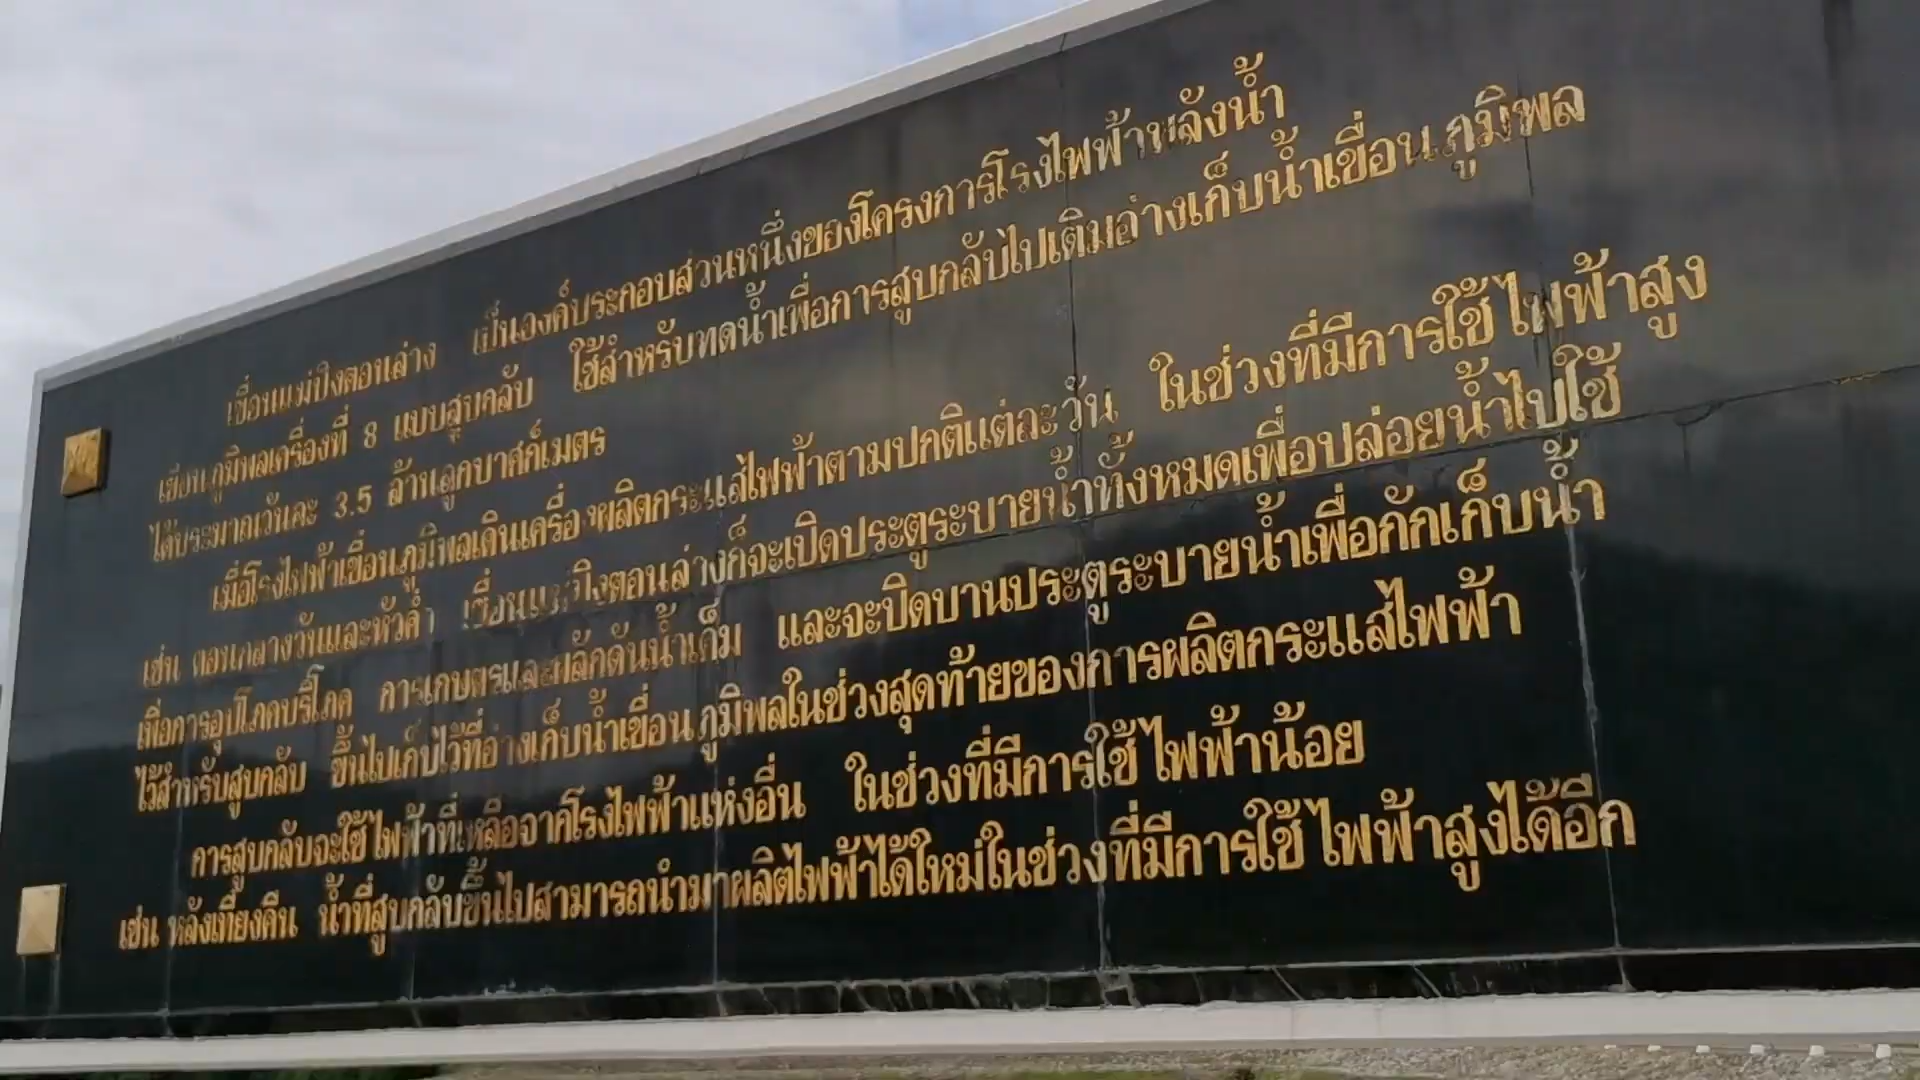 เขื่อนแม่ปิงตอนล่าง เป็นองค์ประกอบส่วนหนึ่งของโครงการโรงไฟฟ้าพลังน้ำ
เขื่อนภูมิพลเครื่องที่ 8 แบบสูบกลับ ใช้สำหรับทดน้ำเพื่อการสูบกลับไปเติมอ่างเก็บน้ำเขื่อนภูมิพล
ได้ประมาณวันละ 3.5 ล้านลูกบาศก์เมตร
เมื่อโรงไฟฟ้าเขื่อนภูมิพลเดินเครื่องผลิตกระแสไฟฟ้าตามปกติแต่ละวัน ในช่วงที่มีการใช้ไฟฟ้าสูง
เช่น ตอนกลางวันและหัวค่ำ เขื่อนแม่ปิงตอนล่างก็จะเปิดประตูระบายน้ำทั้งหมดเพื่อปล่อยน้ำไปใช้
เพื่อการอุปโภคบริโภค การเกษตรและผลักดันน้ำเค็ม และจะปิดบานประตูระบายน้ำเพื่อกักเก็บน้ำ
ไว้สำหรับสูบกลับ ขึ้นไปเก็บไว้ที่อ่างเก็บน้ำเขื่อนภูมิพลในช่วงสุดท้ายของการผลิตกระแสไฟฟ้า
การสูบกลับจะใช้ไฟฟ้าที่เหลือจากโรงไฟฟ้าแห่งอื่น ในช่วงที่มีการใช้ไฟฟ้าน้อย
เช่น หลังเที่ยงคืน น้ำที่สูบกลับขึ้นไปสามารถนำมาผลิตไฟฟ้าได้ใหม่ในช่วงที่มีการใช้ไฟฟ้าสูงได้อีก